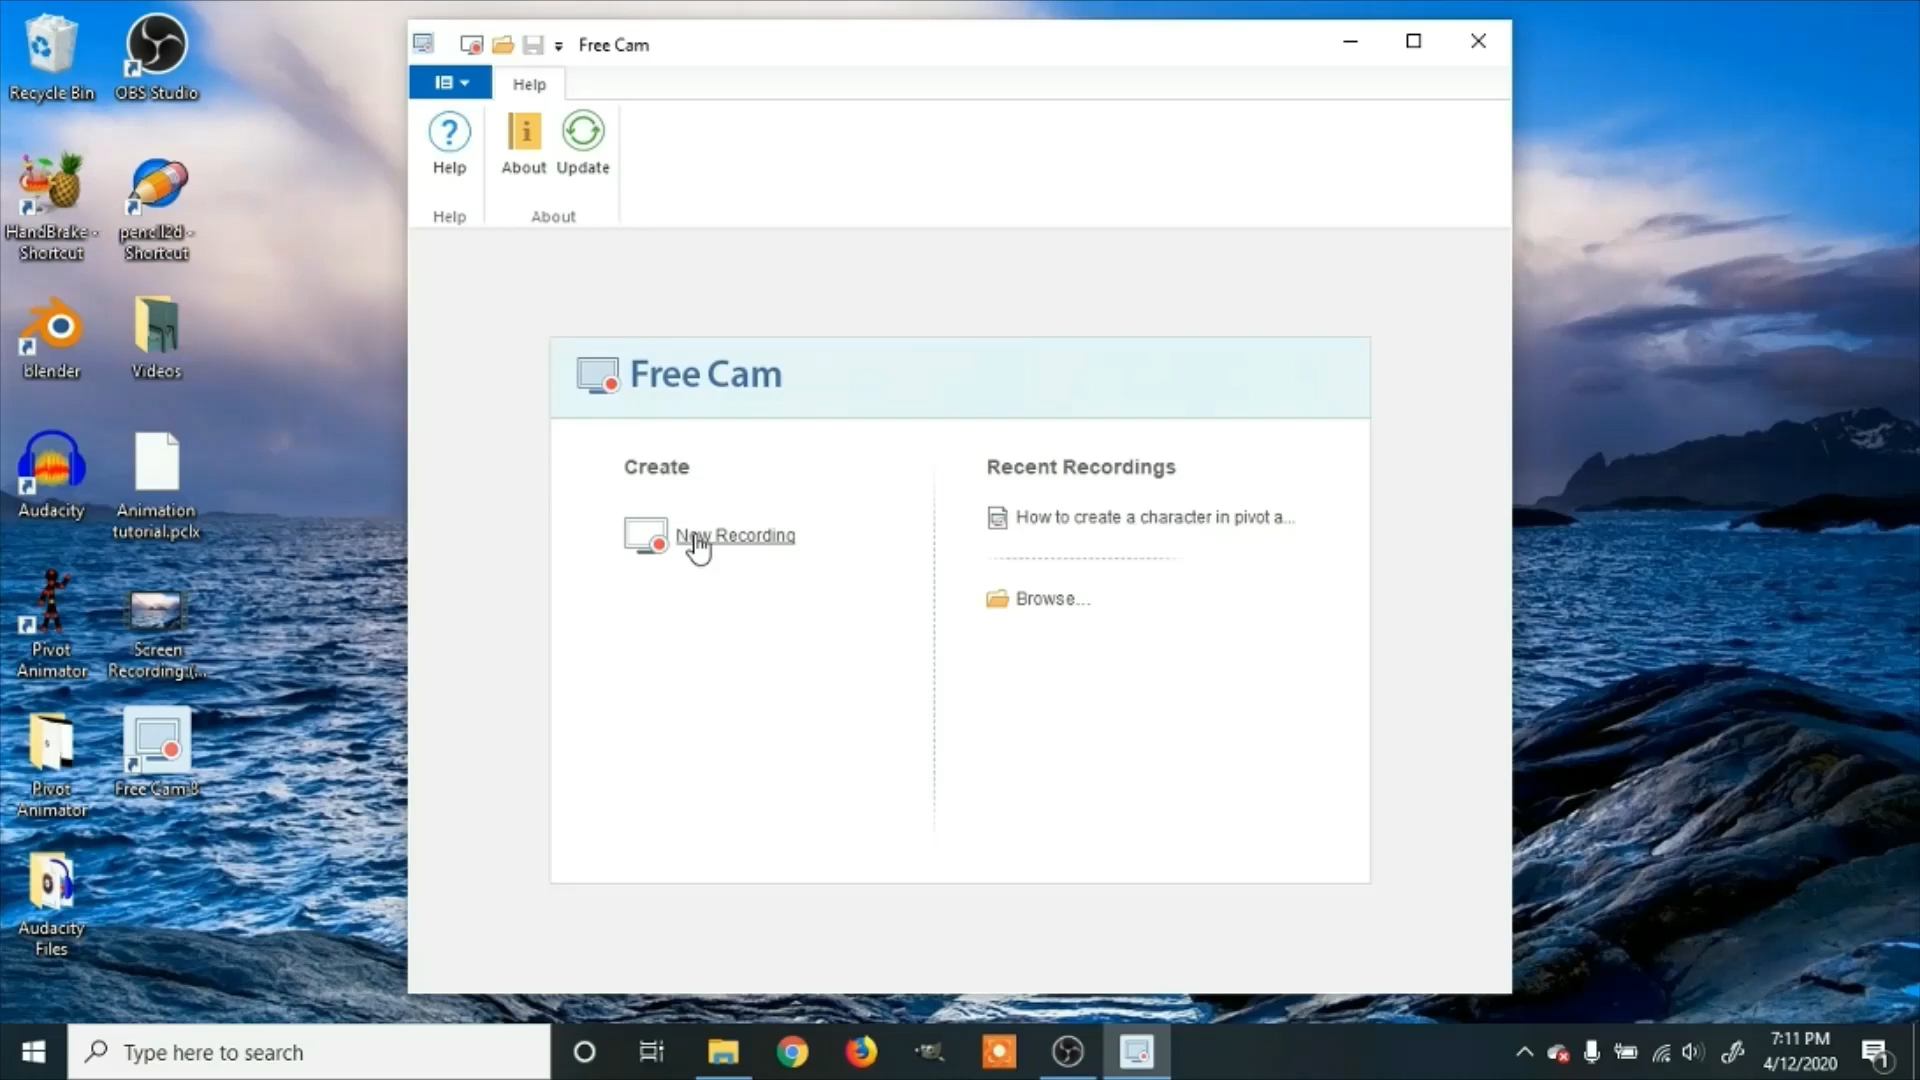 Recycle Bin
OBS Studio
HandBrake -
Shortcut
pencil2d -
Shortcut
blender
Videos
Audacity
Animation
tutorial.pclx
Pivot
Animator
Screen
Recording (...
Pivot
Animator
Free Cam 8
Audacity
Files
Free Cam
Help
Help
About
Update
Help
About
Free Cam
Create
New Recording
Recent Recordings
How to create a character in pivot a...
Browse...
Type here to search
7:11 PM
4/12/2020
1